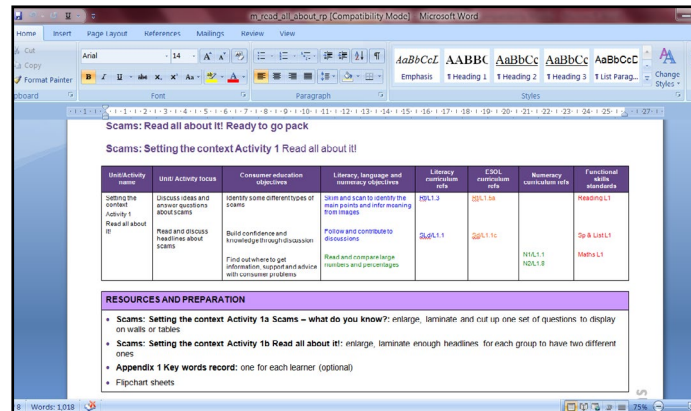 m_read_all_about_rp [Compatibility Mode] - Microsoft Word
Home Insert Page Layout References Mailings Review View
Cut
Copy
Format Painter
Arial 14
AaBbCcL AABBC AaBbCc AaBbCc AaBbCcD
Emphasis ¶ Heading 1 ¶ Heading 2 ¶ Heading 3 ¶ List Parag...
Change
Styles
Font Paragraph Styles
Scams: Read all about it! Ready to go pack
Scams: Setting the context Activity 1 Read all about it!
Unit/Activity name
Unit/ Activity focus
Consumer education objectives
Literacy, language and numeracy objectives
Literacy curriculum refs
ESOL curriculum refs
Numeracy curriculum refs
Functional skills standards
Setting the context
Activity 1
Read all about it!
Discuss ideas and answer questions about scams
Identify some different types of scams
Skim and scan to identify the main points and infer meaning from images
Reading L1
Read and discuss headlines about scams
Build confidence and knowledge through discussion
Follow and contribute to discussions
SLd/L1.1
Sd/L1.1c
Sp & List L1
Find out where to get information, support and advice with consumer problems
Read and compare large numbers and percentages
N1/L1.1
N2/L1.8
Maths L1
RESOURCES AND PREPARATION
• Scams: Setting the context Activity 1a Scams – what do you know?: enlarge, laminate and cut up one set of questions to display
on walls or tables
• Scams: Setting the context Activity 1b Read all about it!: enlarge, laminate enough headlines for each group to have two different
ones
• Appendix 1 Key words record: one for each learner (optional)
• Flipchart sheets
8 Words: 1,018 75%